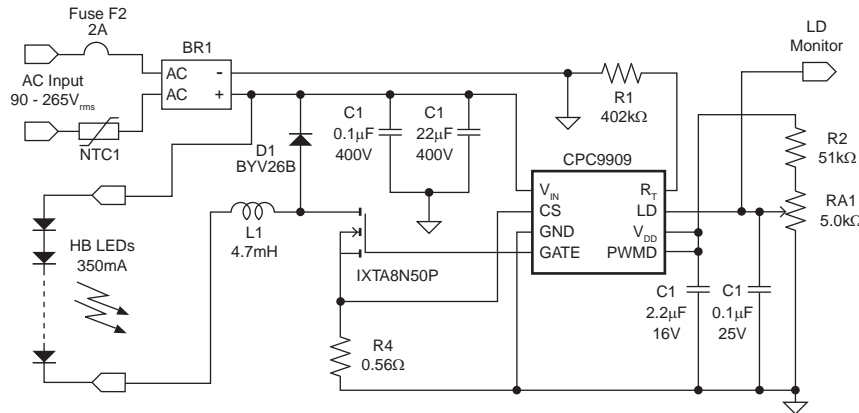 Fuse F2
2A
BR1
LD
Monitor
AC
-
AC
+
AC Input
90 - 265Vrms
NTC1
R1
402kΩ
C1
0.1µF
400V
C1
22µF
400V
D1
BYV26B
CPC9909
R2
51kΩ
VIN
RT
CS
LD
GND
VDD
GATE
PWMD
RA1
5.0kΩ
L1
4.7mH
HB LEDs
350mA
IXTA8N50P
C1
2.2µF
16V
C1
0.1µF
25V
R4
0.56Ω